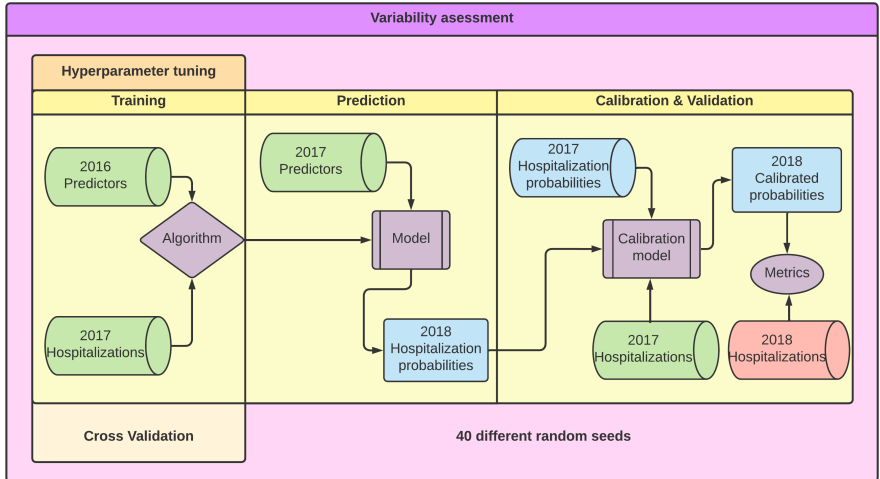 Variability asessment
Hyperparameter tuning
Training
Prediction
Calibration & Validation
2016
Predictors
Algorithm
2017
Hospitalizations
2017
Predictors
Model
2018
Hospitalization
probabilities
2017
Hospitalization
probabilities
Calibration
model
2017
Hospitalizations
2018
Calibrated
probabilities
Metrics
2018
Hospitalizations
Cross Validation
40 different random seeds